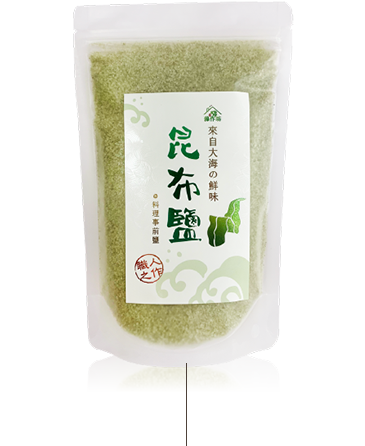 來自大海の鮮味
昆布鹽
料理事前鹽
職人之作